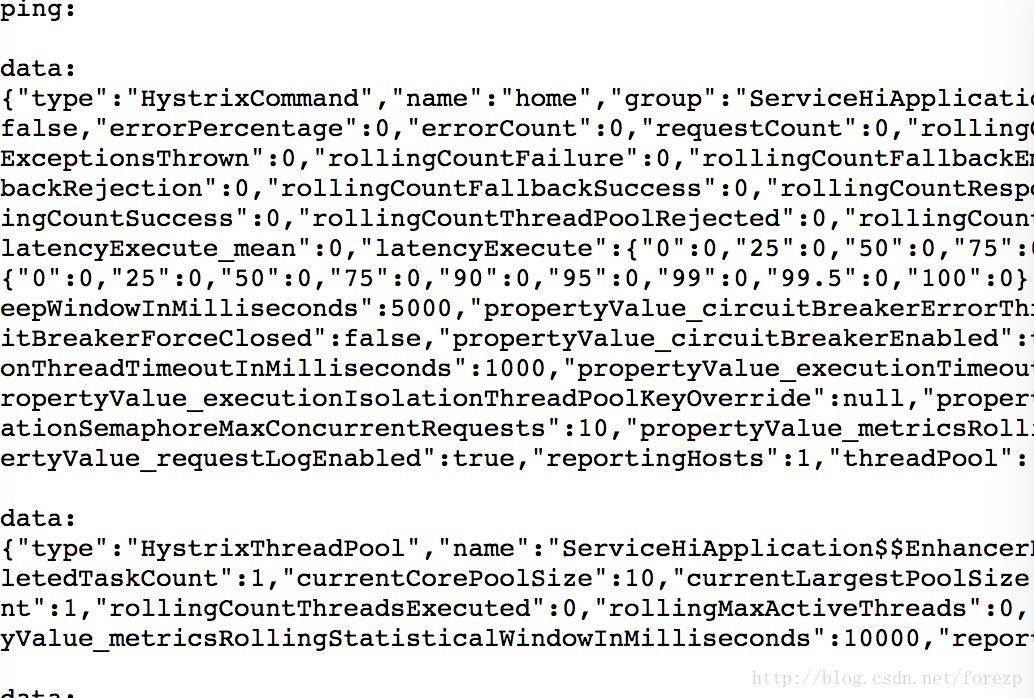 ping:
data:
{"type":"HystrixCommand","name":"home","group":"ServiceHiApplicatic
false,"errorPercentage":0,"errorCount":0,"requestCount":0,"rolling
ExceptionsThrown":0,"rollingCountFailure":0,"rollingCountFallbackE
backRejection":0,"rollingCountFallbackSuccess":0,"rollingCountRespo
ingCountSuccess":0,"rollingCountThreadPoolRejected":0,"rollingCoun
latencyExecute_mean":0,"latencyExecute":{"0":0,"25":0,"50":0,"75":0
{"0":0,"25":0,"50":0,"75":0,"90":0,"95":0,"99":0,"99.5":0,"100":0}
eepWindowInMilliseconds":5000,"propertyValue_circuitBreakerErrorTh
itBreakerForceClosed":false,"propertyValue_circuitBreakerEnabled":
onThreadTimeoutInMilliseconds":1000,"propertyValue_executionTimeout
ropertyValue_executionIsolationThreadPoolKeyOverride":null,"proper
ationSemaphoreMaxConcurrentRequests":10,"propertyValue_metricsRolli
ertyValue_requestLogEnabled":true,"reportingHosts":1,"threadPool":
data:
{"type":"HystrixThreadPool","name":"ServiceHiApplication$$Enhancer
letedTaskCount":1,"currentCorePoolSize":10,"currentLargestPoolSize
nt":1,"rollingCountThreadsExecuted":0,"rollingMaxActiveThreads":0,
yValue_metricsRollingStatisticalWindowInMilliseconds":10000,"repor
http://blog.csdn.net/forezp
data: